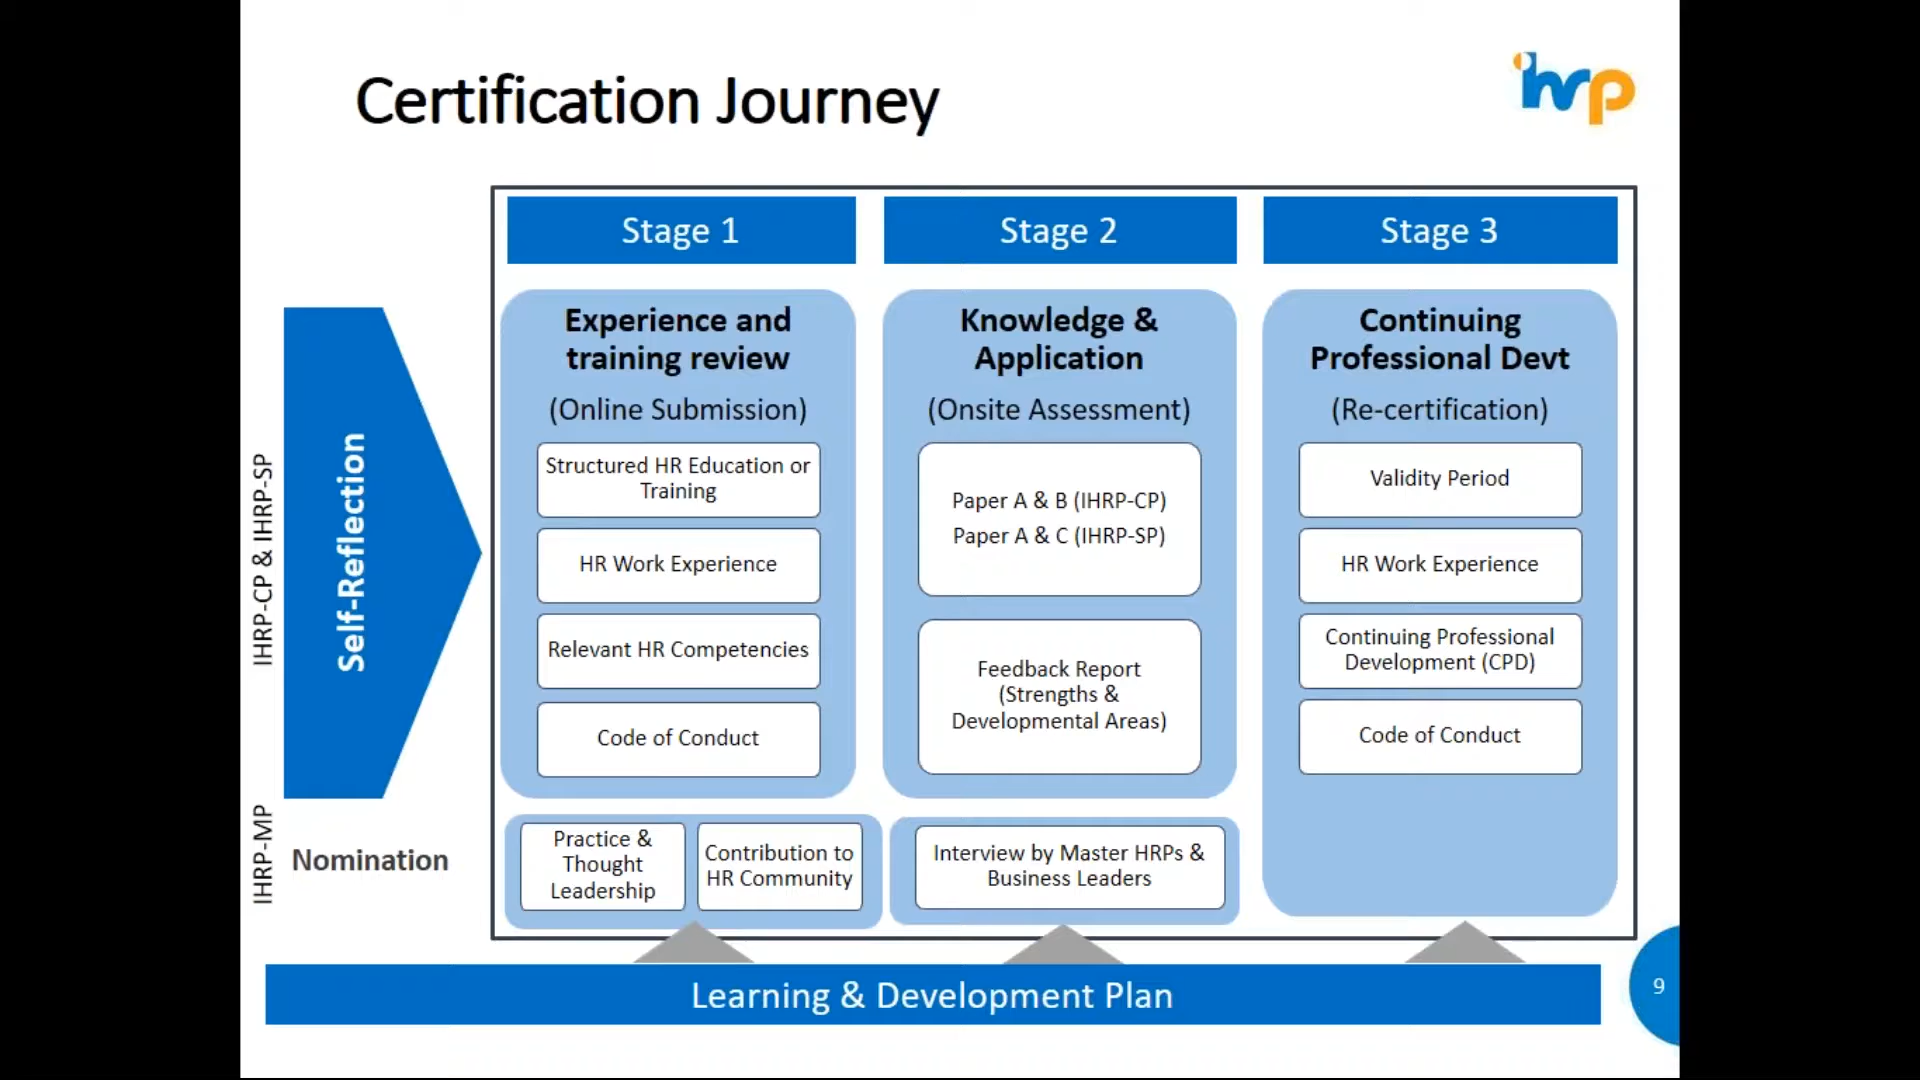 Certification Journey
ihrp
Stage 1
Stage 2
Stage 3
IHRP-CP & IHRP-SP
Self-Reflection
Experience and
training review
(Online Submission)
Structured HR Education or
Training
HR Work Experience
Relevant HR Competencies
Code of Conduct
Knowledge &
Application
(Onsite Assessment)
Paper A & B (IHRP-CP)
Paper A & C (IHRP-SP)
Feedback Report
(Strengths &
Developmental Areas)
Continuing
Professional Devt
(Re-certification)
Validity Period
HR Work Experience
Continuing Professional
Development (CPD)
Code of Conduct
IHRP-MP
Nomination
Practice &
Thought
Leadership
Contribution to
HR Community
Interview by Master HRPs &
Business Leaders
Learning & Development Plan
9